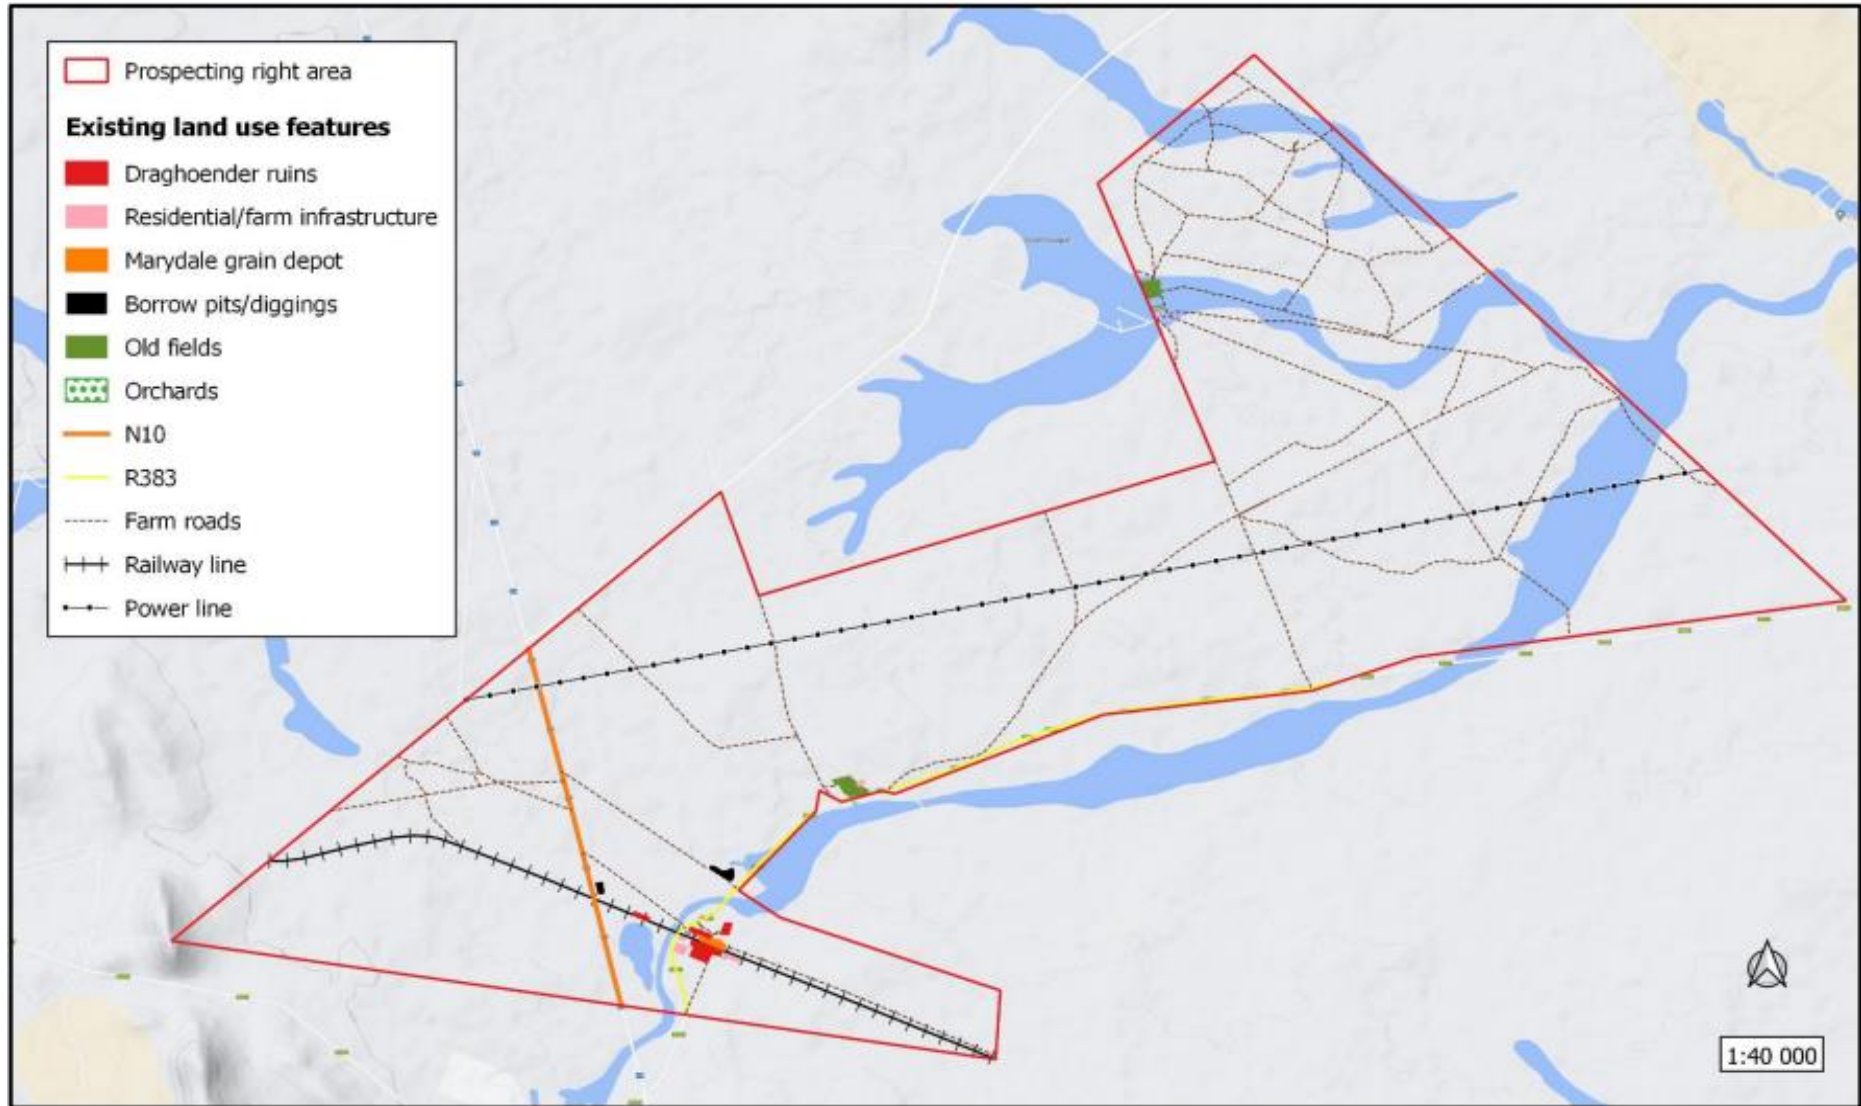 Prospecting right area
Existing land use features
Draghoender ruins
Residential/farm infrastructure
Marydale grain depot
Borrow pits/diggings
Old fields
Orchards
N10
R383
Farm roads
Railway line
Power line
1:40 000